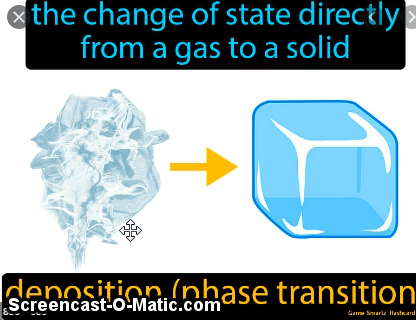 the change of state directly
from a gas to a solid
deposition (phase transition
Screencast-O-Matic.com
Game Smartz flashcard